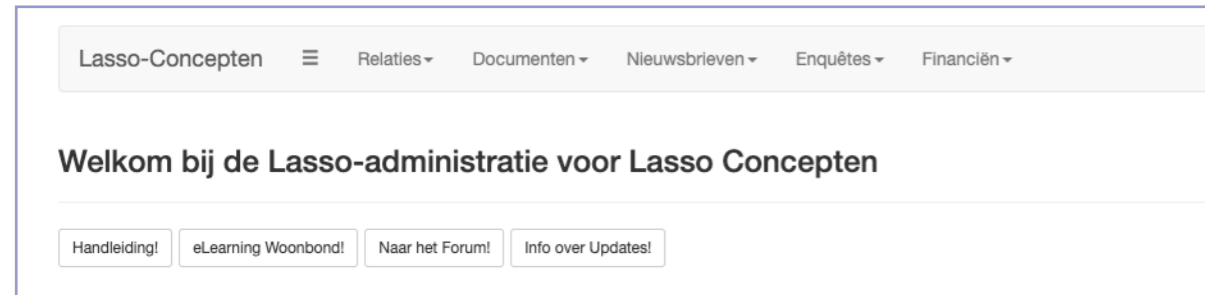 Lasso-Concepten Relaties Documenten Nieuwsbrieven Enquêtes Financiën
Welkom bij de Lasso-administratie voor Lasso Concepten
Handleiding! eLearning Woonbond! Naar het Forum! Info over Updates!